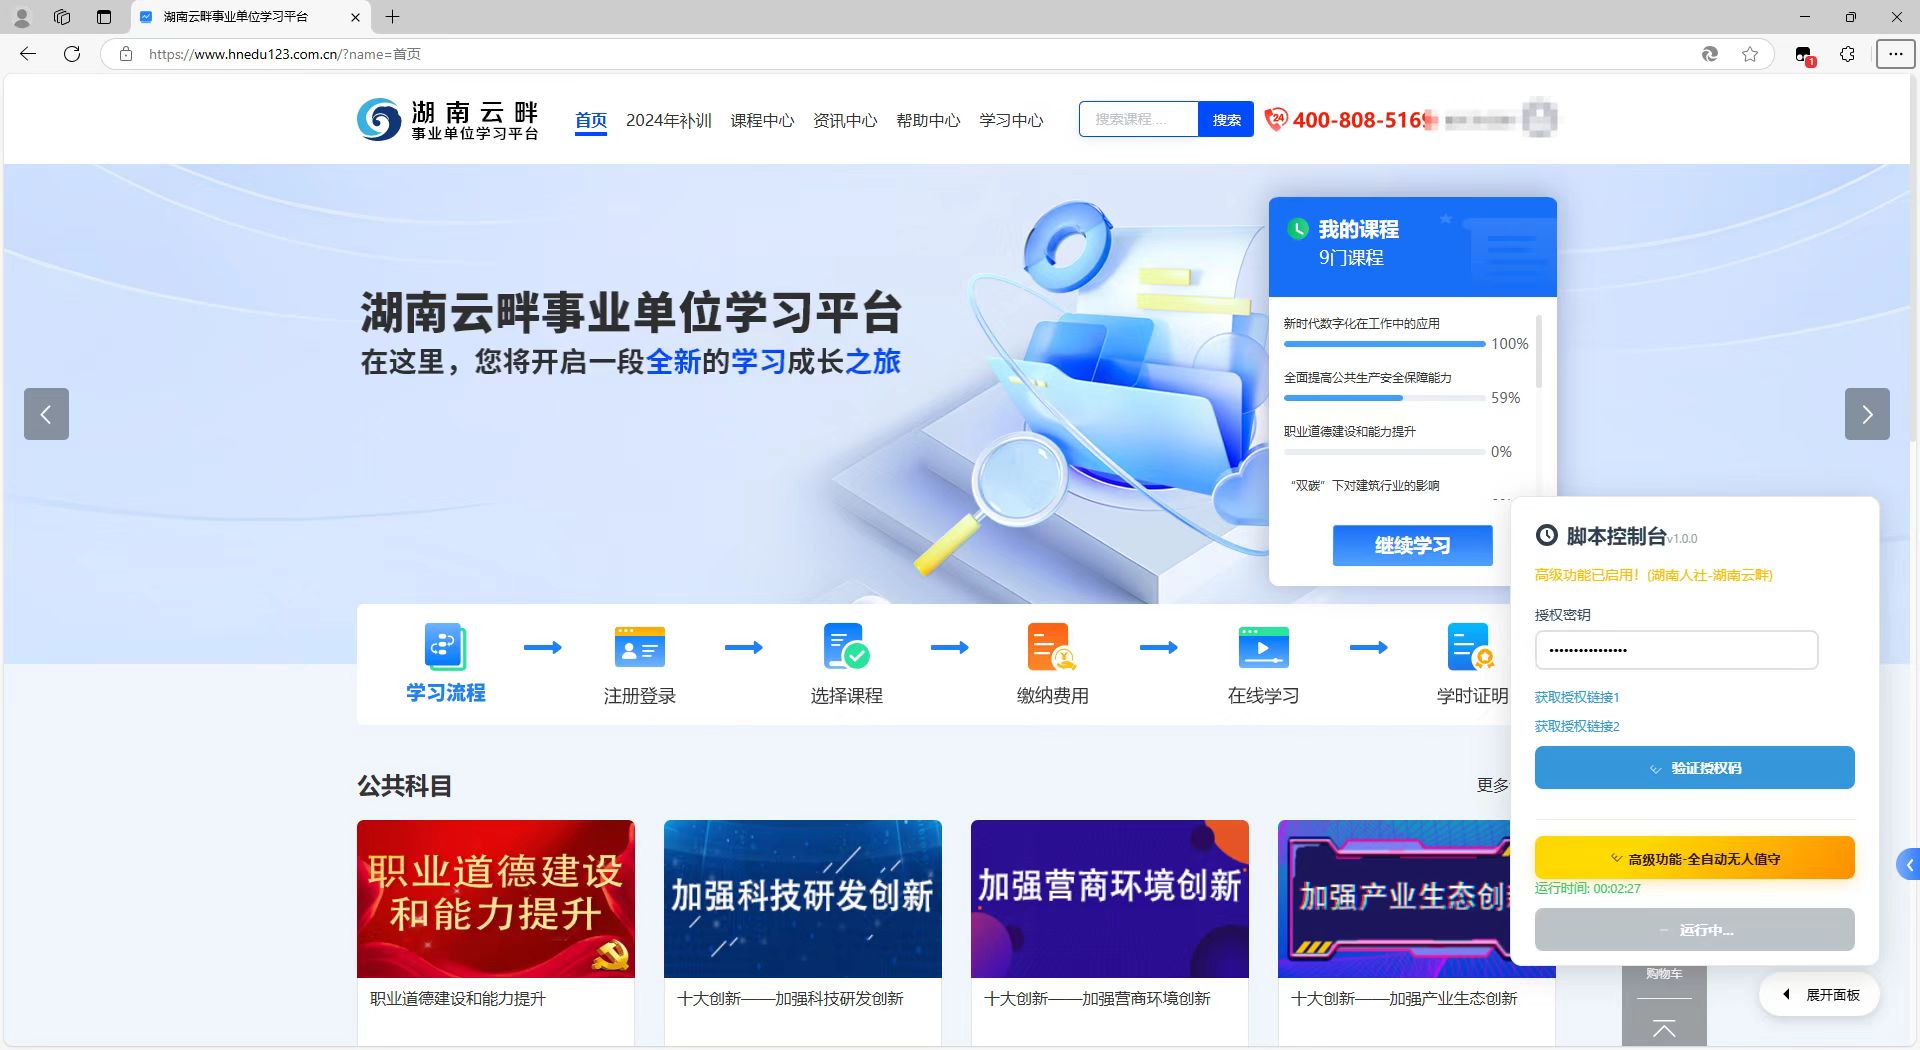 湖南云畔事业单位学习平台
https://www.hnedu123.com.cn/?name=首页
1
湖南云畔
事业单位学习平台
首页 2024年补训 课程中心 资讯中心 帮助中心 学习中心
搜索课程....
搜索
24
400-808-5169
湖南云畔事业单位学习平台
在这里，您将开启一段全新的学习成长之旅
我的课程
9门课程
新时代数字化在工作中的应用
100%
全面提高公共生产安全保障能力
59%
职业道德建设和能力提升
0%
“双碳”下对建筑行业的影响
继续学习
学习流程
注册登录
选择课程
缴纳费用
在线学习
学时证明
公共科目
更多
职业道德建设
和能力提升
加强科技研发创新
加强营商环境创新
加强产业生态创新
职业道德建设和能力提升
十大创新——加强科技研发创新
十大创新——加强营商环境创新
十大创新——加强产业生态创新
脚本控制台v1.0.0
高级功能已启用！(湖南人社-湖南云畔)
授权密钥
••••••••••••••••
获取授权链接1
获取授权链接2
验证授权码
高级功能-全自动无人值守
运行时间: 00:02:27
运行中...
购物车
展开面板